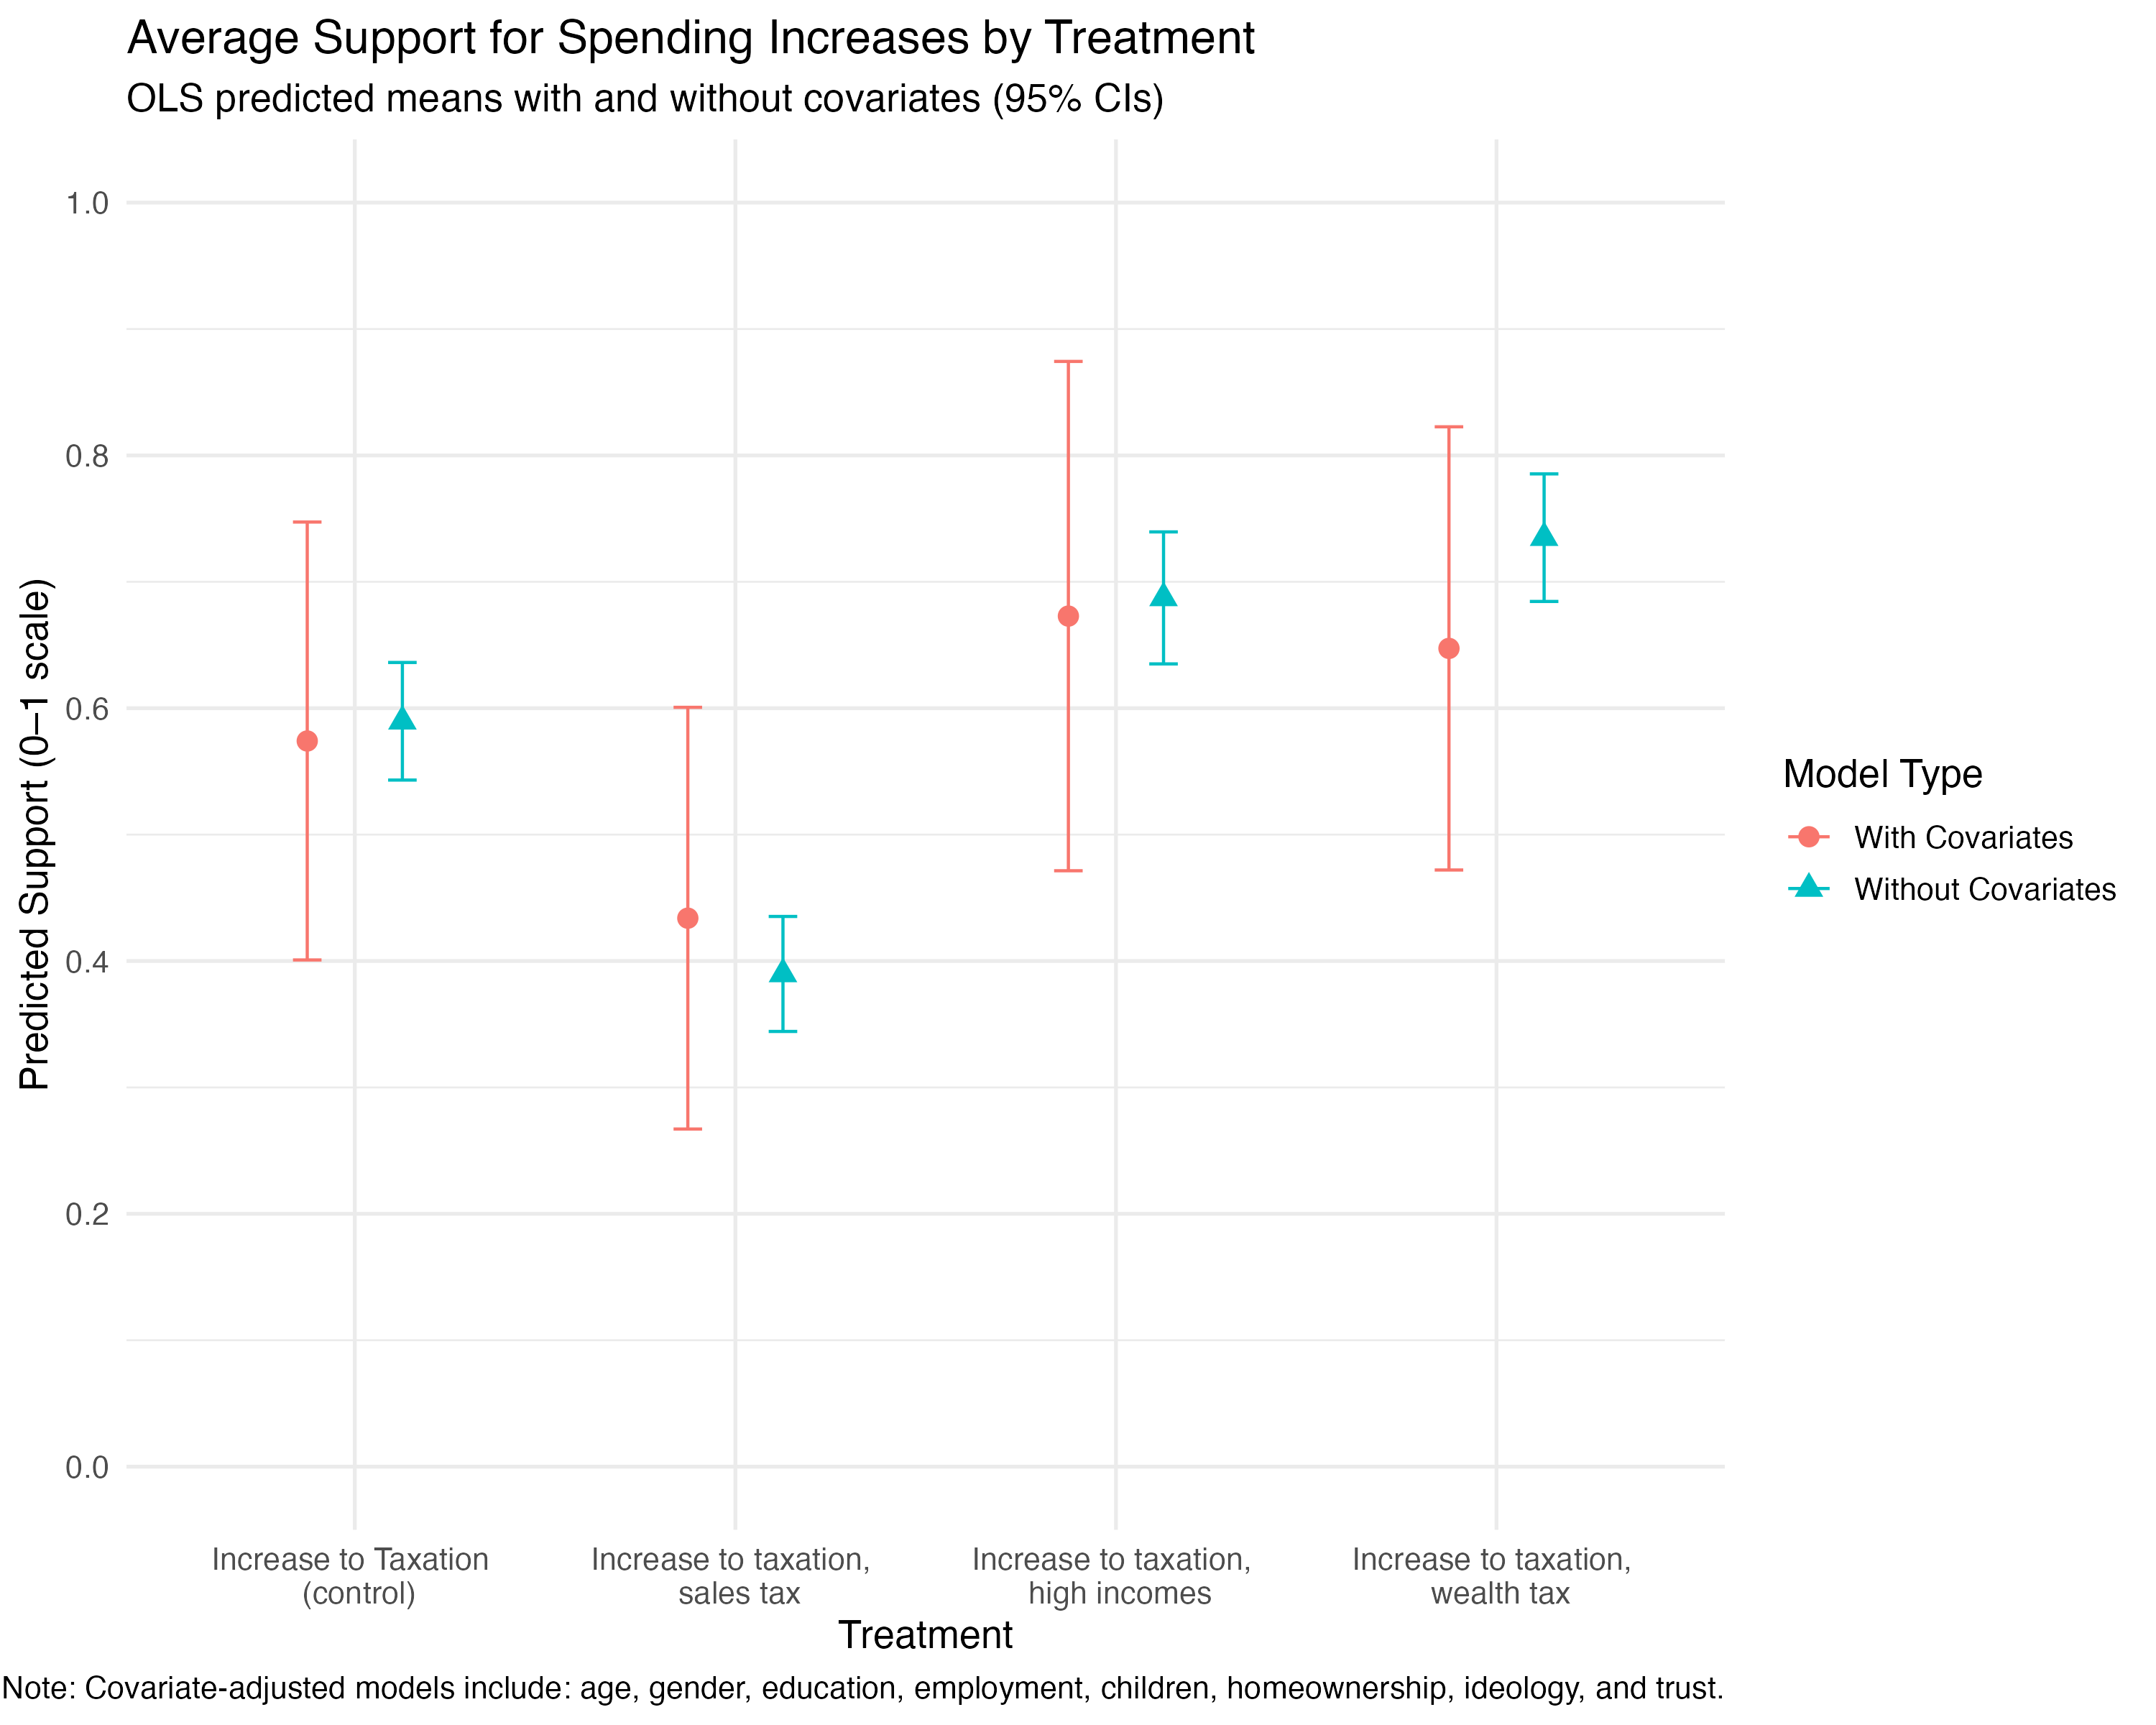 Average Support for Spending Increases by Treatment
OLS predicted means with and without covariates (95% CIs)
Predicted Support (0–1 scale)
1.0
0.8
0.6
0.4
0.2
0.0
Model Type
With Covariates
Without Covariates
Increase to Taxation
(control)
Increase to taxation,
sales tax
Increase to taxation,
high incomes
Increase to taxation,
wealth tax
Treatment
Note: Covariate-adjusted models include: age, gender, education, employment, children, homeownership, ideology, and trust.